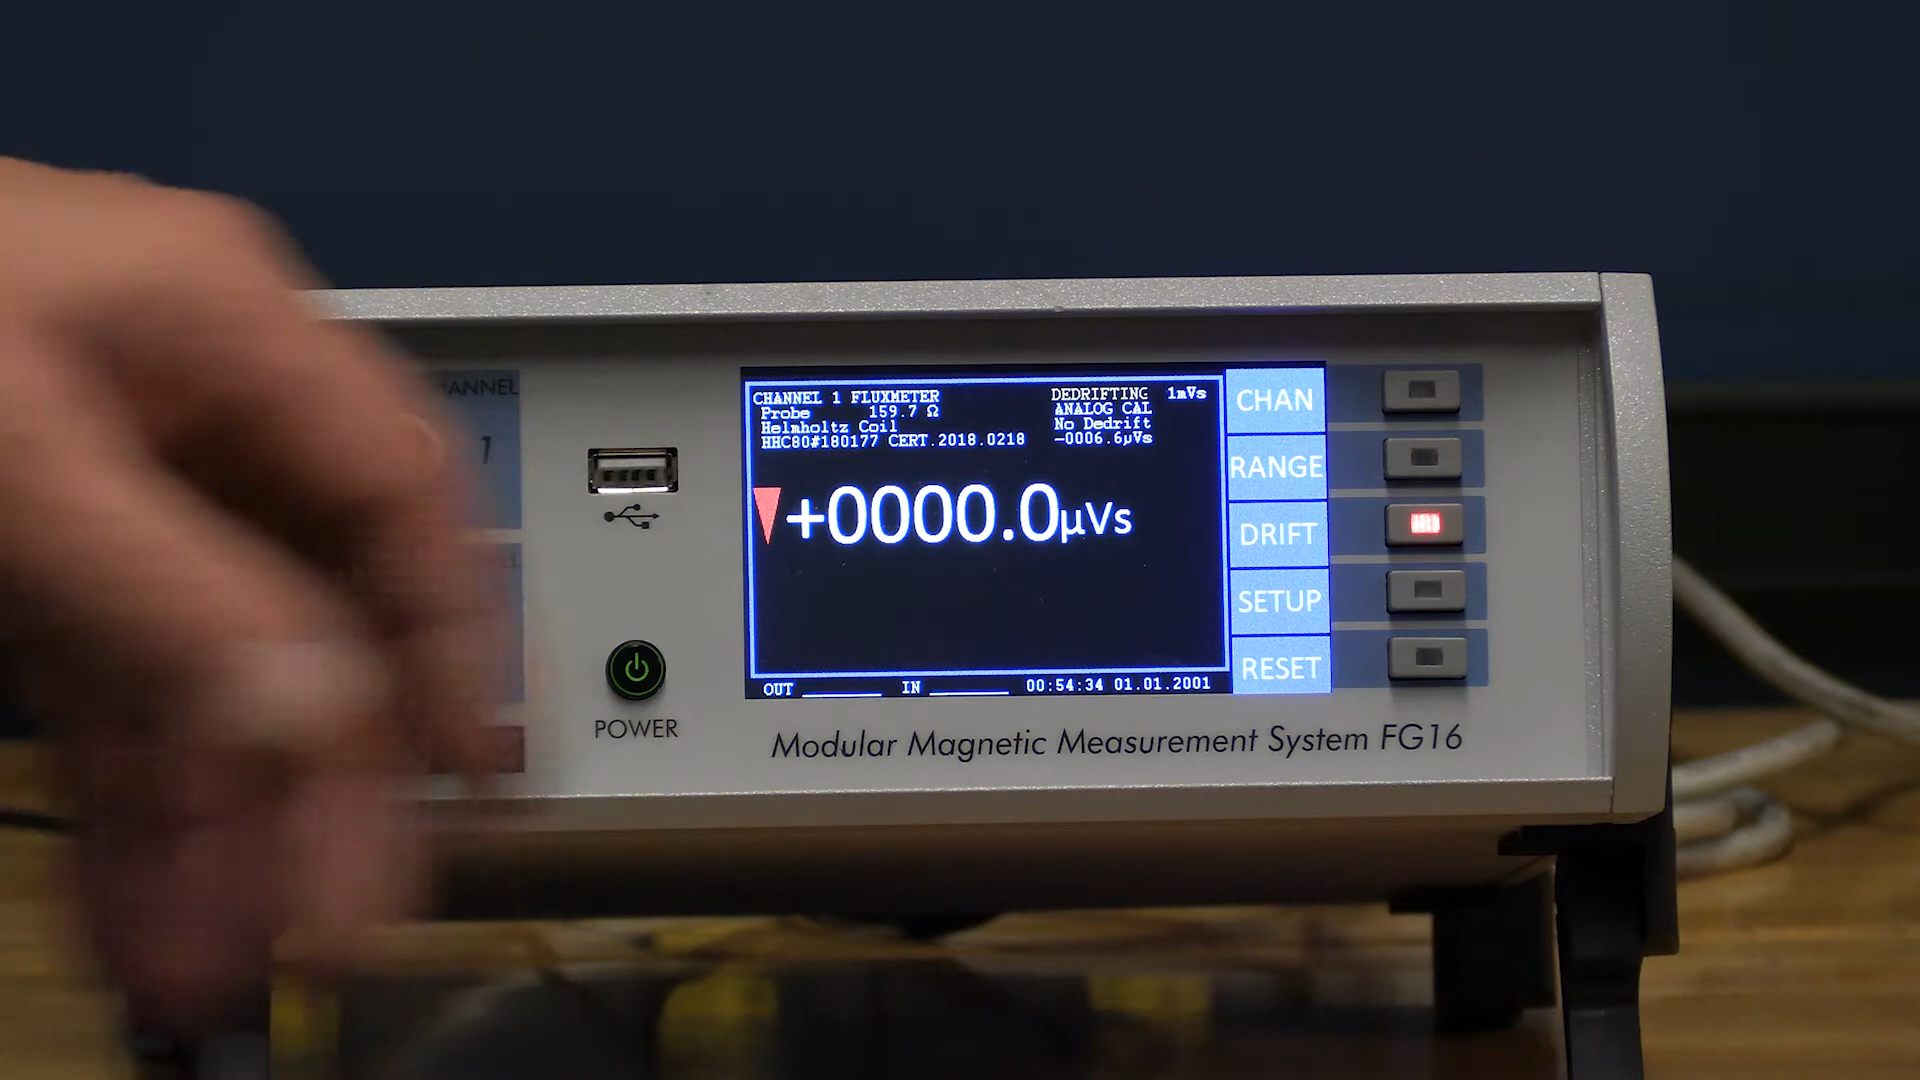 CHANNEL
1
CHANNEL 1 FLUXMETER
Probe 159.7 Ω
Helmholtz Coil
HHC80#180177 CERT.2018.0218
DEDRIFTING 1mVs
ANALOG CAL
No Dedrift
-0006.6µVs
+0000.0µVs
OUT IN 00:54:34 01.01.2001
CHAN
RANGE
DRIFT
SETUP
RESET
POWER
Modular Magnetic Measurement System FG16